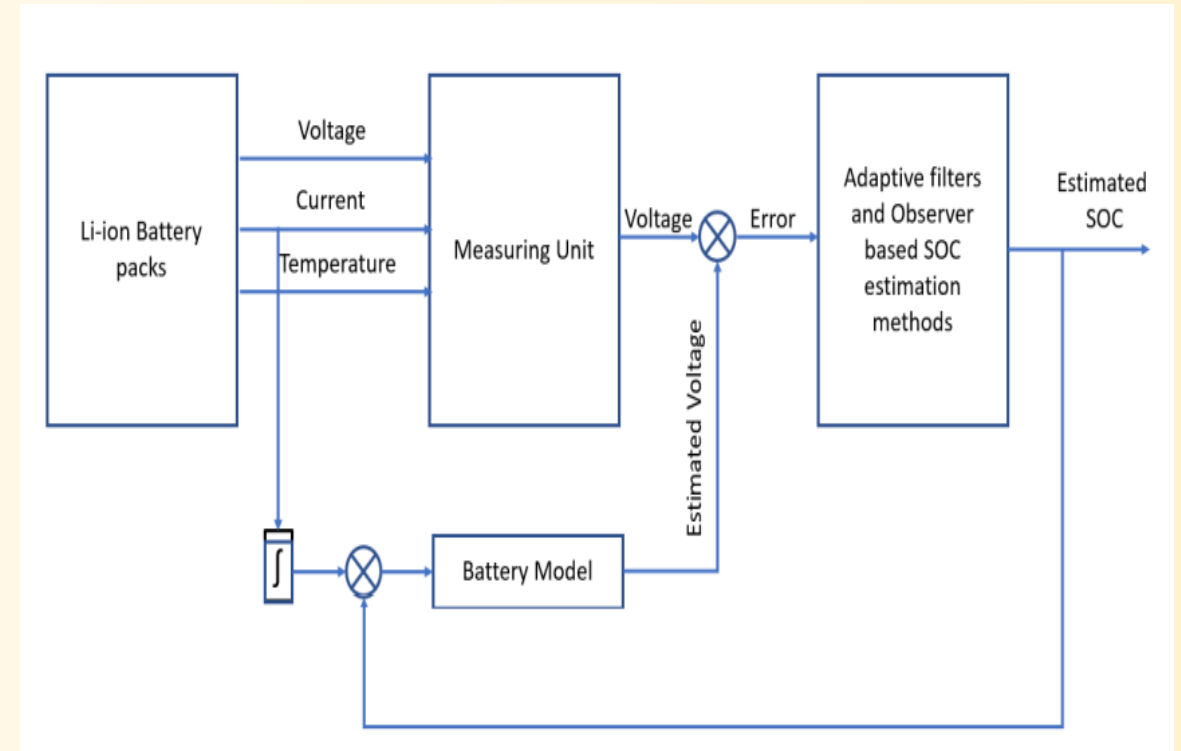 Voltage
Current
Temperature
Li-ion Battery
packs
Measuring Unit
Voltage
Error
Adaptive filters
and Observer
based SOC
estimation
methods
Estimated
SOC
Estimated Voltage
∫
Battery Model